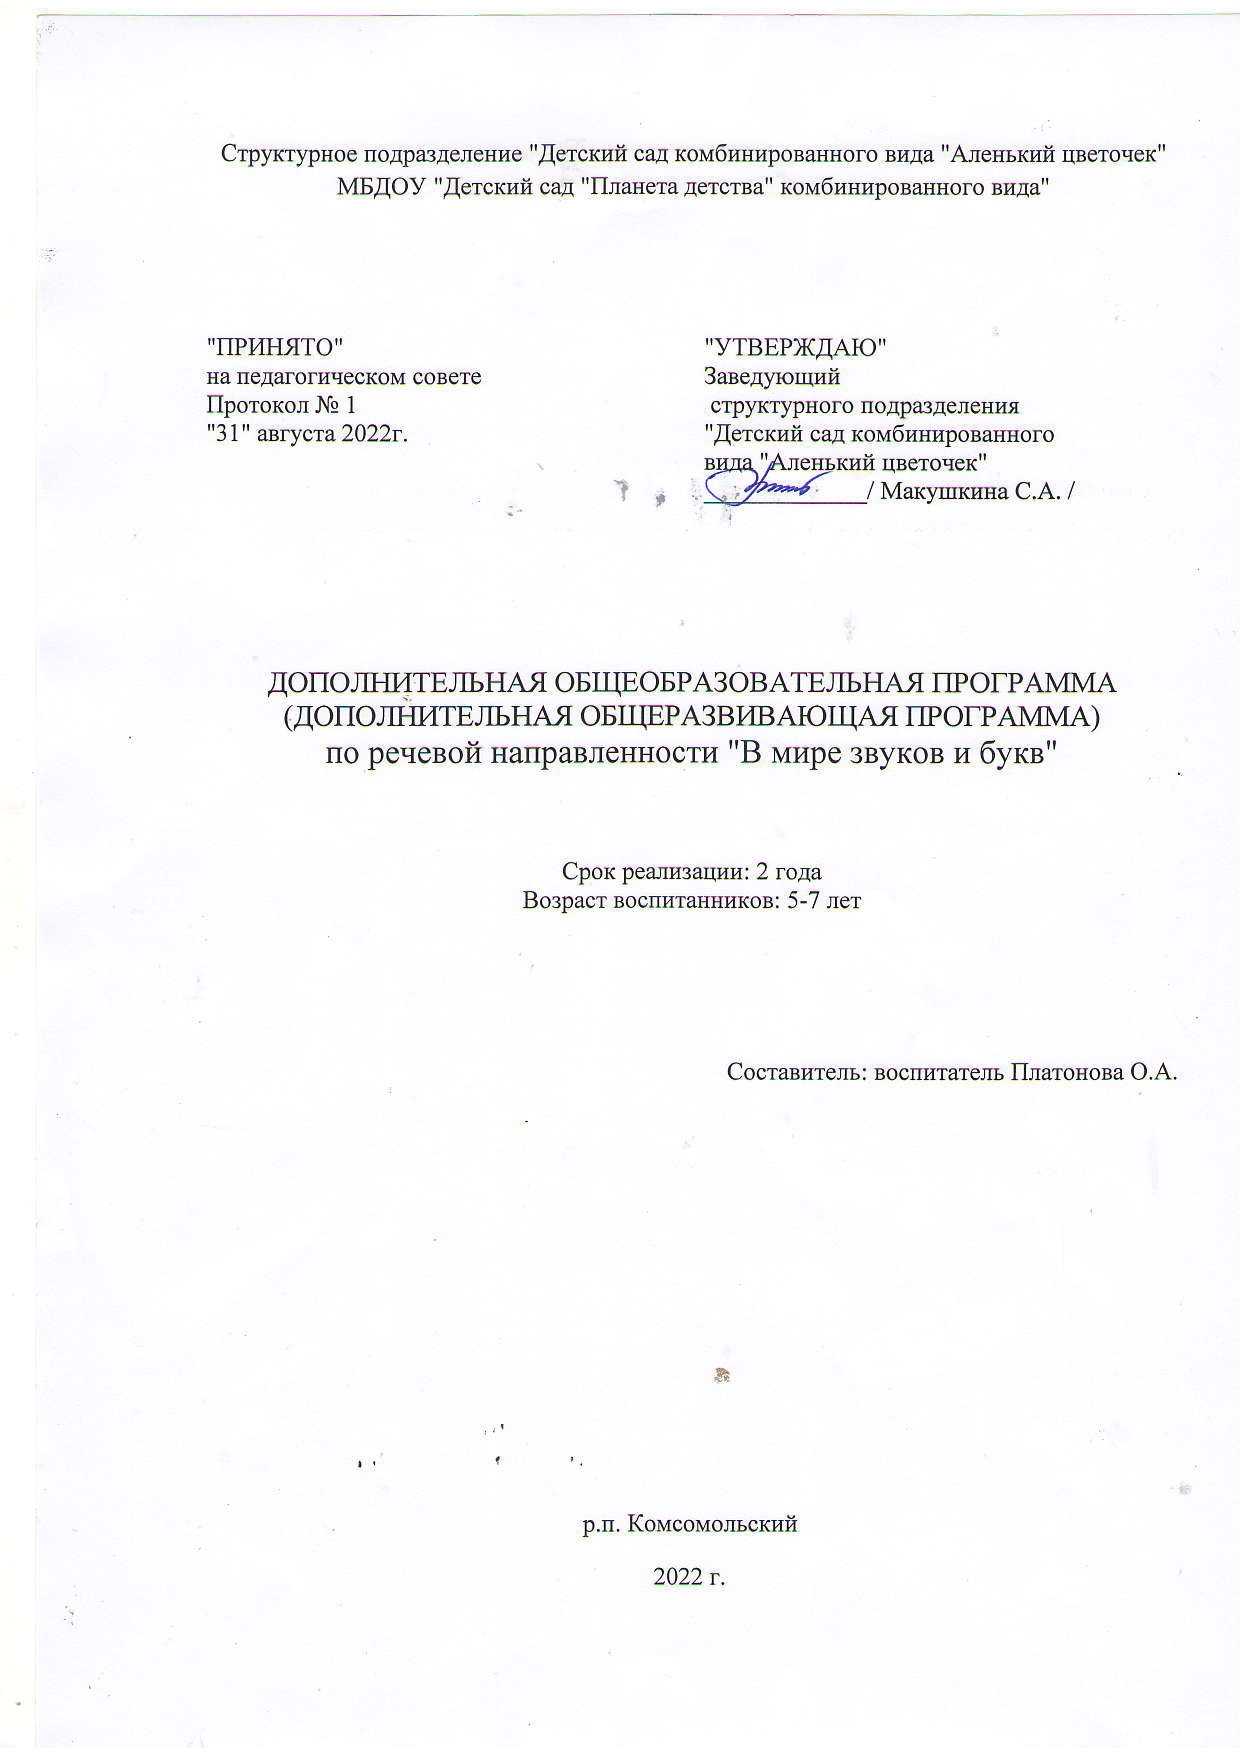 Структурное подразделение "Детский сад комбинированного вида "Аленький цветочек"
МБДОУ "Детский сад "Планета детства" комбинированного вида"
"ПРИНЯТО"
на педагогическом совете
Протокол № 1
"31" августа 2022г.
"УТВЕРЖДАЮ"
Заведующий
структурного подразделения
"Детский сад комбинированного
вида "Аленький цветочек"
_____________/ Макушкина С.А. /
ДОПОЛНИТЕЛЬНАЯ ОБЩЕОБРАЗОВАТЕЛЬНАЯ ПРОГРАММА
(ДОПОЛНИТЕЛЬНАЯ ОБЩЕРАЗВИВАЮЩАЯ ПРОГРАММА)
по речевой направленности "В мире звуков и букв"
Срок реализации: 2 года
Возраст воспитанников: 5-7 лет
Составитель: воспитатель Платонова О.А.
р.п. Комсомольский
2022 г.